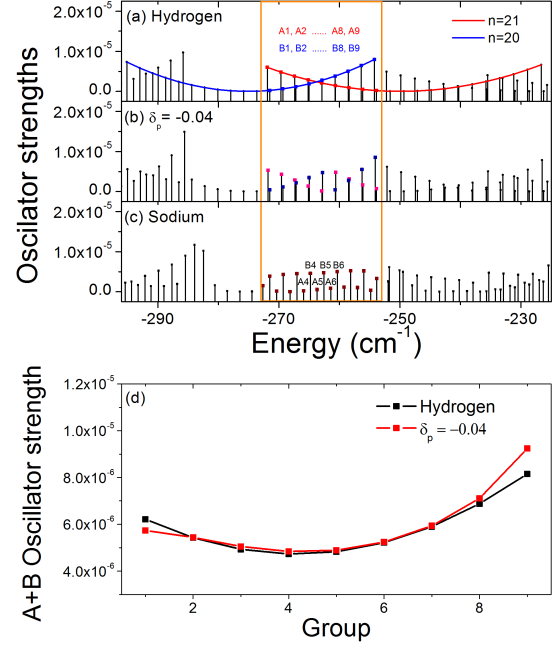 (a) Hydrogen
A1, A2 ...... A8, A9
B1, B2 ...... B8, B9
n=21
n=20
2.0x10⁻⁵
1.0x10⁻⁵
0.0
(b) δₚ = -0.04
2.0x10⁻⁵
1.0x10⁻⁵
0.0
(c) Sodium
B4 B5 B6
A4 A5 A6
2.0x10⁻⁵
1.0x10⁻⁵
0.0
Oscilator strengths
-290 -270 -250 -230
Energy (cm⁻¹)
(d)
Hydrogen
δₚ = −0.04
1.2x10⁻⁵
1.0x10⁻⁵
8.0x10⁻⁶
6.0x10⁻⁶
4.0x10⁻⁶
A+B Oscillator strength
2 4 6 8
Group